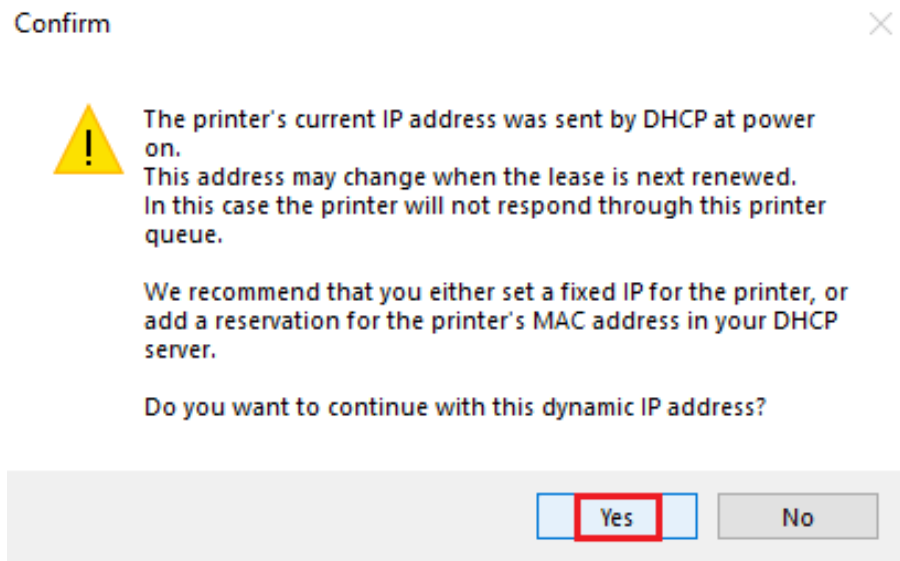 Confirm
The printer's current IP address was sent by DHCP at power
on.
This address may change when the lease is next renewed.
In this case the printer will not respond through this printer
queue.
We recommend that you either set a fixed IP for the printer, or
add a reservation for the printer's MAC address in your DHCP
server.
Do you want to continue with this dynamic IP address?
Yes No